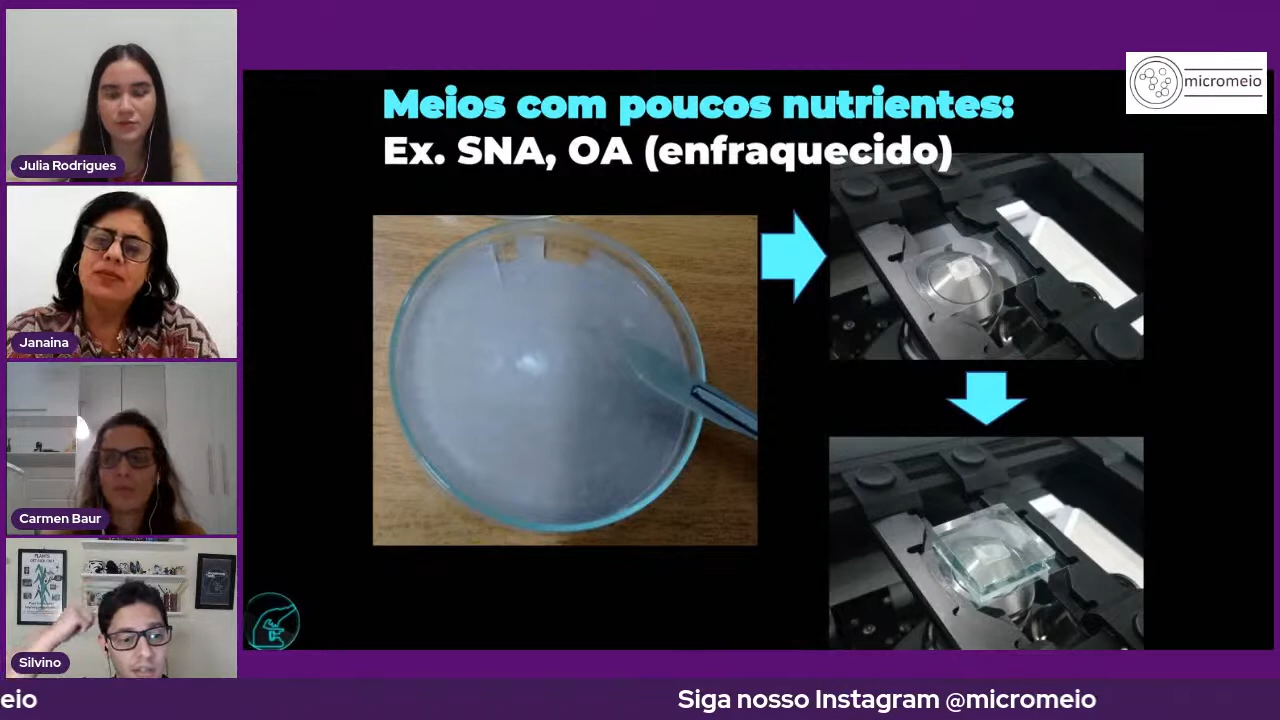 Julia Rodrigues
Janaina
Carmen Baur
Silvino
Meios com poucos nutrientes:
Ex. SNA, OA (enfraquecido)
micromeio
eio
Siga nosso Instagram @micromeio